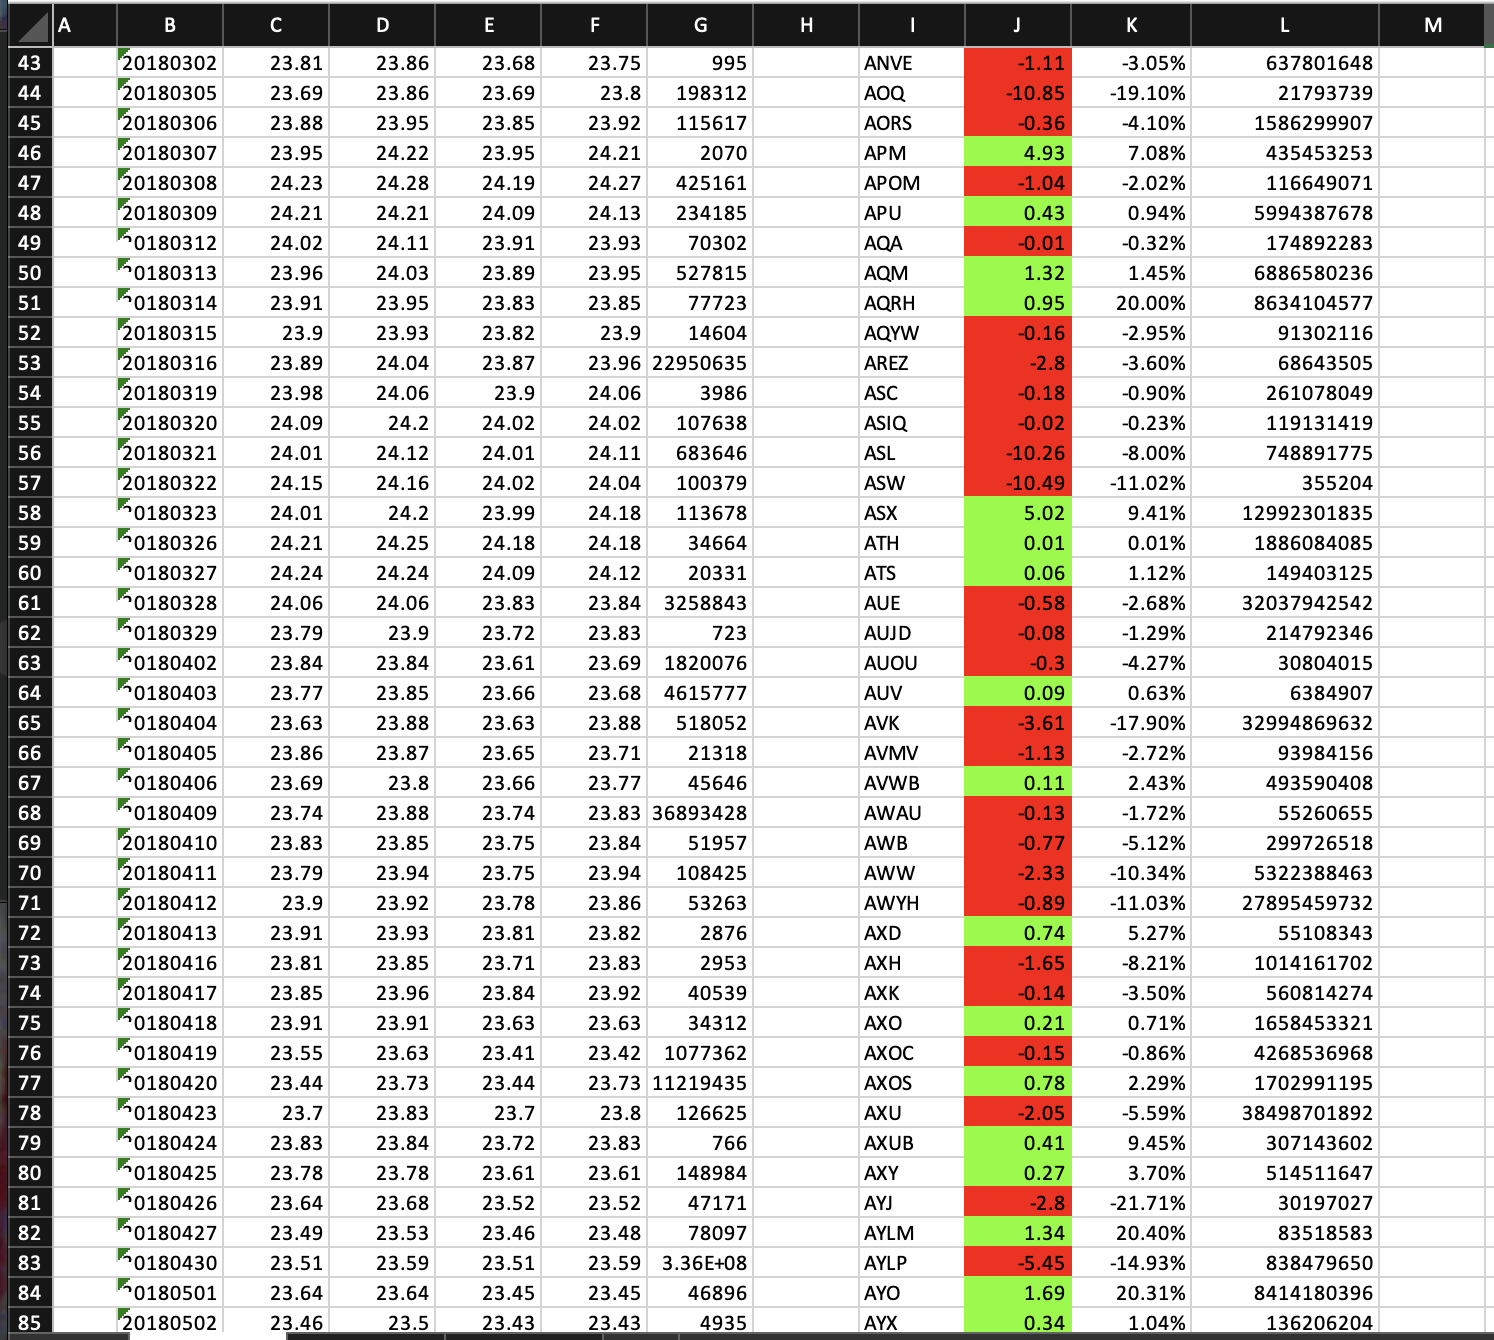 A B C D E F G H I J K L M
43 20180302 23.81 23.86 23.68 23.75 995 ANVE -1.11 -3.05% 637801648
44 20180305 23.69 23.86 23.69 23.8 198312 AOQ -10.85 -19.10% 21793739
45 20180306 23.88 23.95 23.85 23.92 115617 AORS -0.36 -4.10% 1586299907
46 20180307 23.95 24.22 23.95 24.21 2070 APM 4.93 7.08% 435453253
47 20180308 24.23 24.28 24.19 24.27 425161 APOM -1.04 -2.02% 116649071
48 20180309 24.21 24.21 24.09 24.13 234185 APU 0.43 0.94% 5994387678
49 20180312 24.02 24.11 23.91 23.93 70302 AQA -0.01 -0.32% 174892283
50 20180313 23.96 24.03 23.89 23.95 527815 AQM 1.32 1.45% 6886580236
51 20180314 23.91 23.95 23.83 23.85 77723 AQRH 0.95 20.00% 8634104577
52 20180315 23.9 23.93 23.82 23.9 14604 AQYW -0.16 -2.95% 91302116
53 20180316 23.89 24.04 23.87 23.96 22950635 AREZ -2.8 -3.60% 68643505
54 20180319 23.98 24.06 23.9 24.06 3986 ASC -0.18 -0.90% 261078049
55 20180320 24.09 24.2 24.02 24.02 107638 ASIQ -0.02 -0.23% 119131419
56 20180321 24.01 24.12 24.01 24.11 683646 ASL -10.26 -8.00% 748891775
57 20180322 24.15 24.16 24.02 24.04 100379 ASW -10.49 -11.02% 355204
58 20180323 24.01 24.2 23.99 24.18 113678 ASX 5.02 9.41% 12992301835
59 20180326 24.21 24.25 24.18 24.18 34664 ATH 0.01 0.01% 1886084085
60 20180327 24.24 24.24 24.09 24.12 20331 ATS 0.06 1.12% 149403125
61 20180328 24.06 24.06 23.83 23.84 3258843 AUE -0.58 -2.68% 32037942542
62 20180329 23.79 23.9 23.72 23.83 723 AUJD -0.08 -1.29% 214792346
63 20180402 23.84 23.84 23.61 23.69 1820076 AUOU -0.3 -4.27% 30804015
64 20180403 23.77 23.85 23.66 23.68 4615777 AUV 0.09 0.63% 6384907
65 20180404 23.63 23.88 23.63 23.88 518052 AVK -3.61 -17.90% 32994869632
66 20180405 23.86 23.87 23.65 23.71 21318 AVMV -1.13 -2.72% 93984156
67 20180406 23.69 23.8 23.66 23.77 45646 AVWB 0.11 2.43% 493590408
68 20180409 23.74 23.88 23.74 23.83 36893428 AWAU -0.13 -1.72% 55260655
69 20180410 23.83 23.85 23.75 23.84 51957 AWB -0.77 -5.12% 299726518
70 20180411 23.79 23.94 23.75 23.94 108425 AWW -2.33 -10.34% 5322388463
71 20180412 23.9 23.92 23.78 23.86 53263 AWYH -0.89 -11.03% 27895459732
72 20180413 23.91 23.93 23.81 23.82 2876 AXD 0.74 5.27% 55108343
73 20180416 23.81 23.85 23.71 23.83 2953 AXH -1.65 -8.21% 1014161702
74 20180417 23.85 23.96 23.84 23.92 40539 AXK -0.14 -3.50% 560814274
75 20180418 23.91 23.91 23.63 23.63 34312 AXO 0.21 0.71% 1658453321
76 20180419 23.55 23.63 23.41 23.42 1077362 AXOC -0.15 -0.86% 4268536968
77 20180420 23.44 23.73 23.44 23.73 11219435 AXOS 0.78 2.29% 1702991195
78 20180423 23.7 23.83 23.7 23.8 126625 AXU -2.05 -5.59% 38498701892
79 20180424 23.83 23.84 23.72 23.83 766 AXUB 0.41 9.45% 307143602
80 20180425 23.78 23.78 23.61 23.61 148984 AXY 0.27 3.70% 514511647
81 20180426 23.64 23.68 23.52 23.52 47171 AYJ -2.8 -21.71% 30197027
82 20180427 23.49 23.53 23.46 23.48 78097 AYLM 1.34 20.40% 83518583
83 20180430 23.51 23.59 23.51 23.59 3.36E+08 AYLP -5.45 -14.93% 838479650
84 20180501 23.64 23.64 23.45 23.45 46896 AYO 1.69 20.31% 8414180396
85 20180502 23.46 23.5 23.43 23.43 4935 AYX 0.34 1.04% 136206204